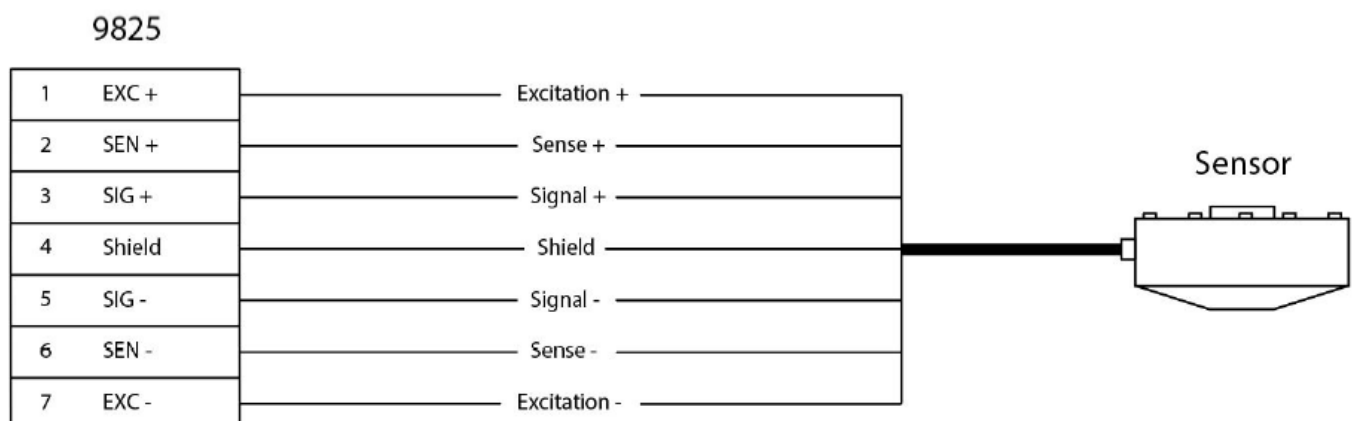 9825
1 EXC + Excitation +
2 SEN + Sense +
Sensor
3 SIG + Signal +
4 Shield Shield
5 SIG - Signal -
6 SEN - Sense -
7 EXC - Excitation -